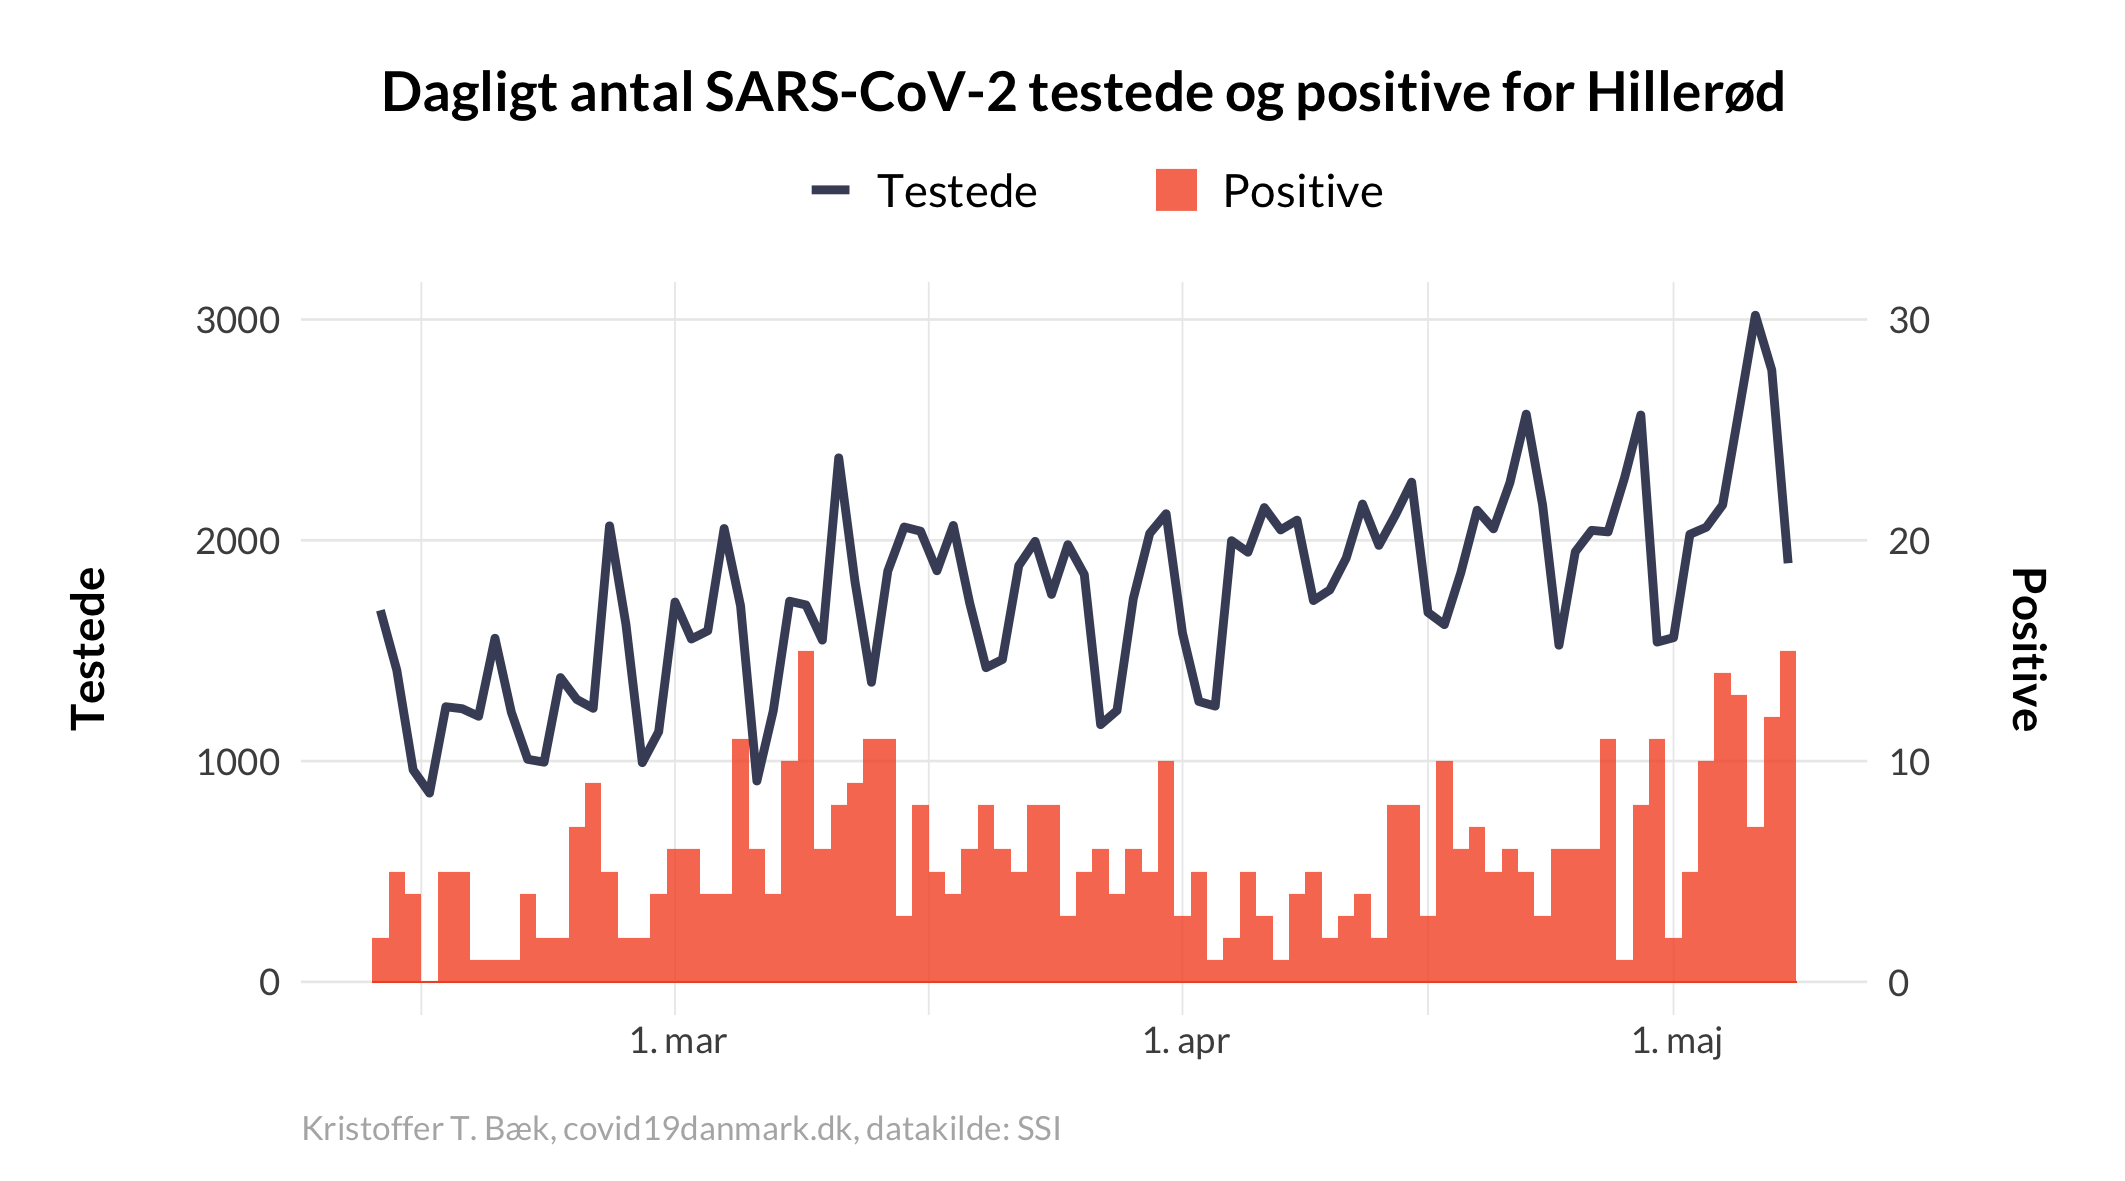 Dagligt antal SARS-CoV-2 testede og positive for Hillerød
Testede
Positive
3000
2000
1000
0
Testede
30
20
10
0
Positive
1. mar
1. apr
1. maj
Kristoffer T. Bæk, covid19danmark.dk, datakilde: SSI